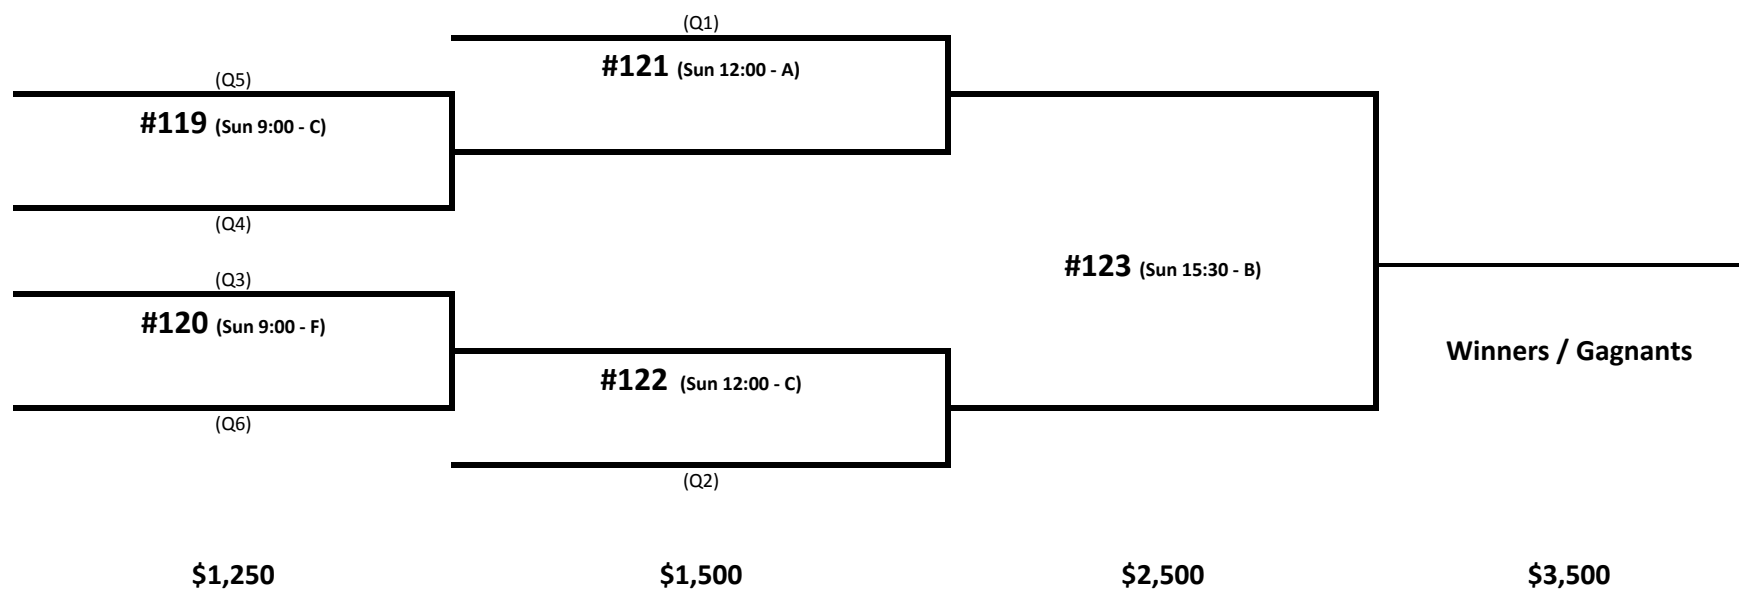 (Q1)
#121 (Sun 12:00 - A)
(Q5)
#119 (Sun 9:00 - C)
(Q4)
(Q3)
#123 (Sun 15:30 - B)
#120 (Sun 9:00 - F)
Winners / Gagnants
#122 (Sun 12:00 - C)
(Q6)
(Q2)
$1,250 $1,500 $2,500 $3,500